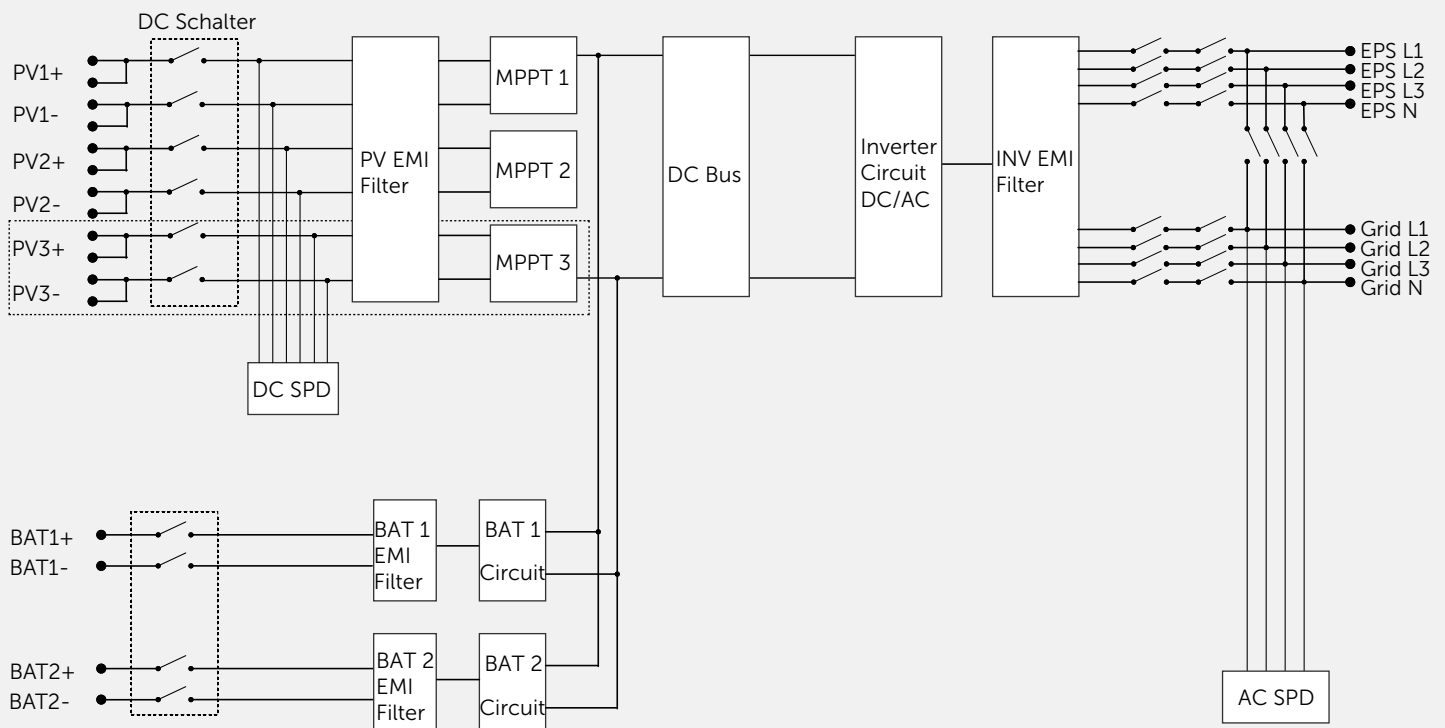 DC Schalter
PV1+
PV1-
PV2+
PV2-
PV3+
PV3-
PV EMI
Filter
MPPT 1
MPPT 2
MPPT 3
DC SPD
DC Bus
Inverter
Circuit
DC/AC
INV EMI
Filter
EPS L1
EPS L2
EPS L3
EPS N
Grid L1
Grid L2
Grid L3
Grid N
BAT1+
BAT1-
BAT 1
EMI
Filter
BAT 1
Circuit
BAT2+
BAT2-
BAT 2
EMI
Filter
BAT 2
Circuit
AC SPD